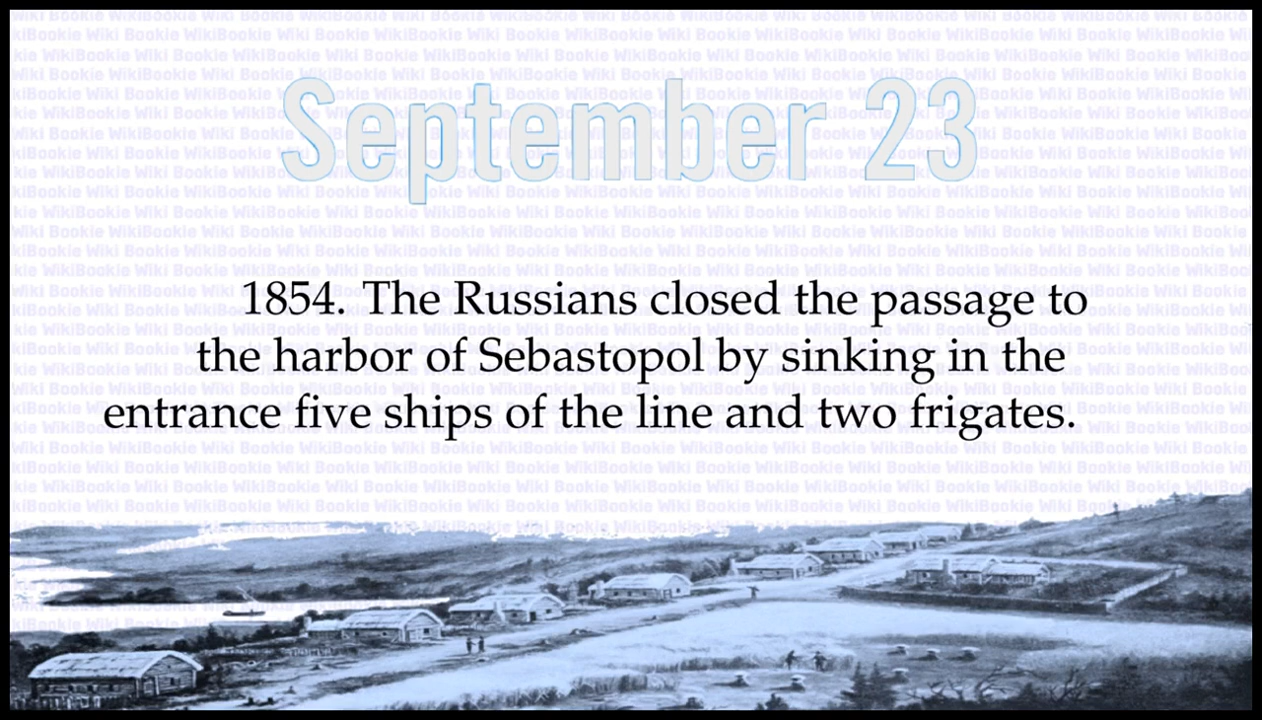 September 23
1854. The Russians closed the passage to
the harbor of Sebastopol by sinking in the
entrance five ships of the line and two frigates.